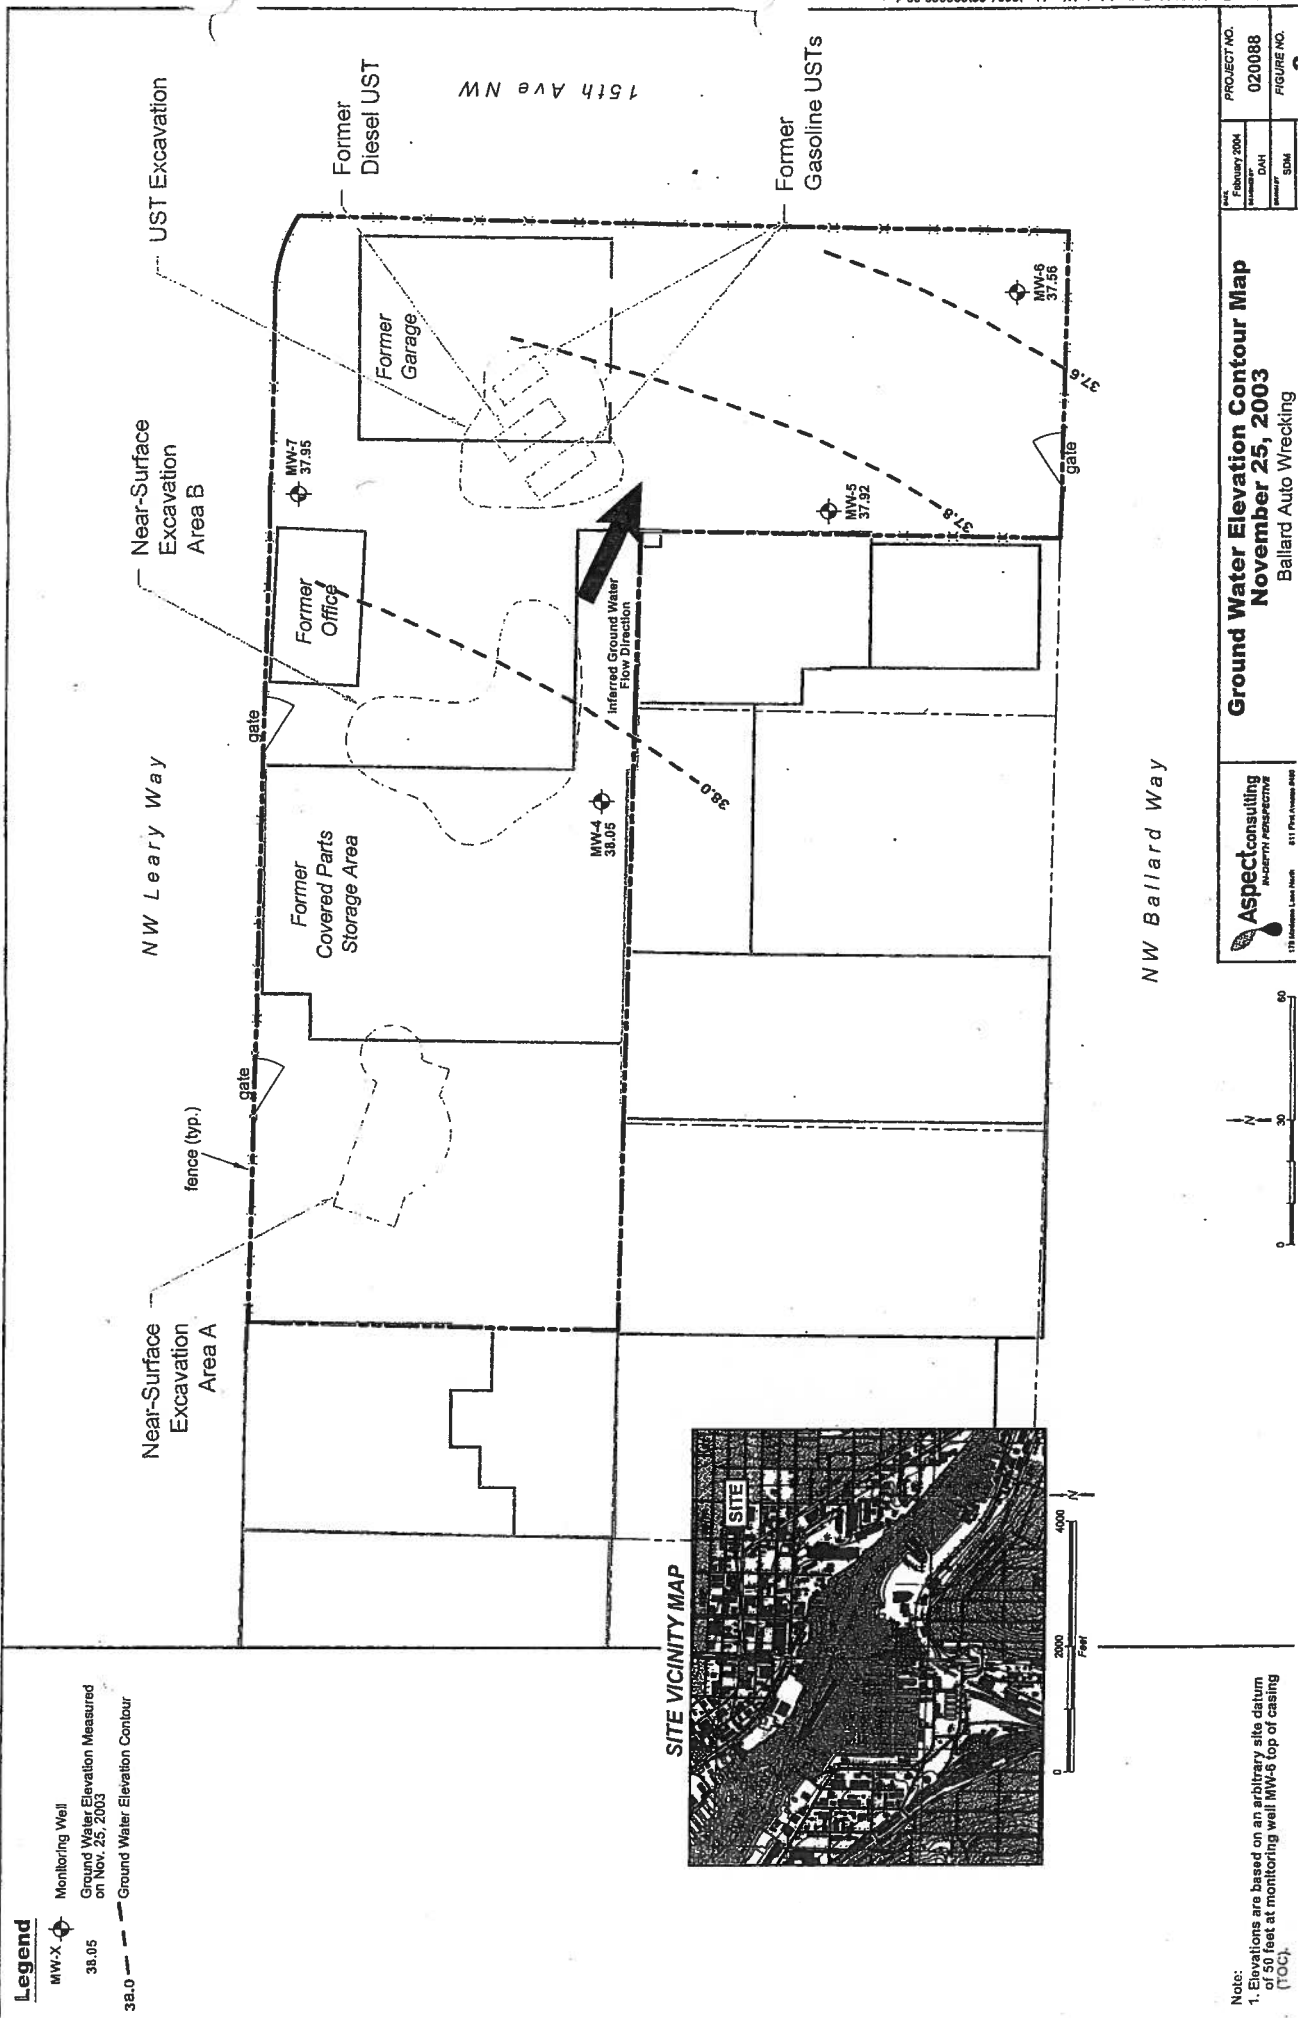 Legend
MW-X Monitoring Well
38.05 Ground Water Elevation Measured
on Nov. 25, 2003
38.0 Ground Water Elevation Contour
Near-Surface
Excavation
Area A
fence (typ.)
gate
NW Leary Way
gate
Near-Surface
Excavation
Area B
UST Excavation
Former
Diesel UST
15th Ave NW
Former
Gasoline USTs
Former
Covered Parts
Storage Area
Former
Office
Former
Garage
MW-7
37.95
MW-4
38.05
MW-5
37.92
MW-6
37.56
Inferred Ground Water
Flow Direction
38.0
37.8
37.6
gate
NW Ballard Way
SITE VICINITY MAP
SITE
0 2000 4000
Feet
N
N
0 30 60
Note:
1. Elevations are based on an arbitrary site datum
of 50 feet at monitoring well MW-6 top of casing
(TOC).
Aspectconsulting
IN-DEPTH PERSPECTIVE
Ground Water Elevation Contour Map
November 25, 2003
Ballard Auto Wrecking
February 2004
DAH
SDM
PROJECT NO.
020088
FIGURE NO.